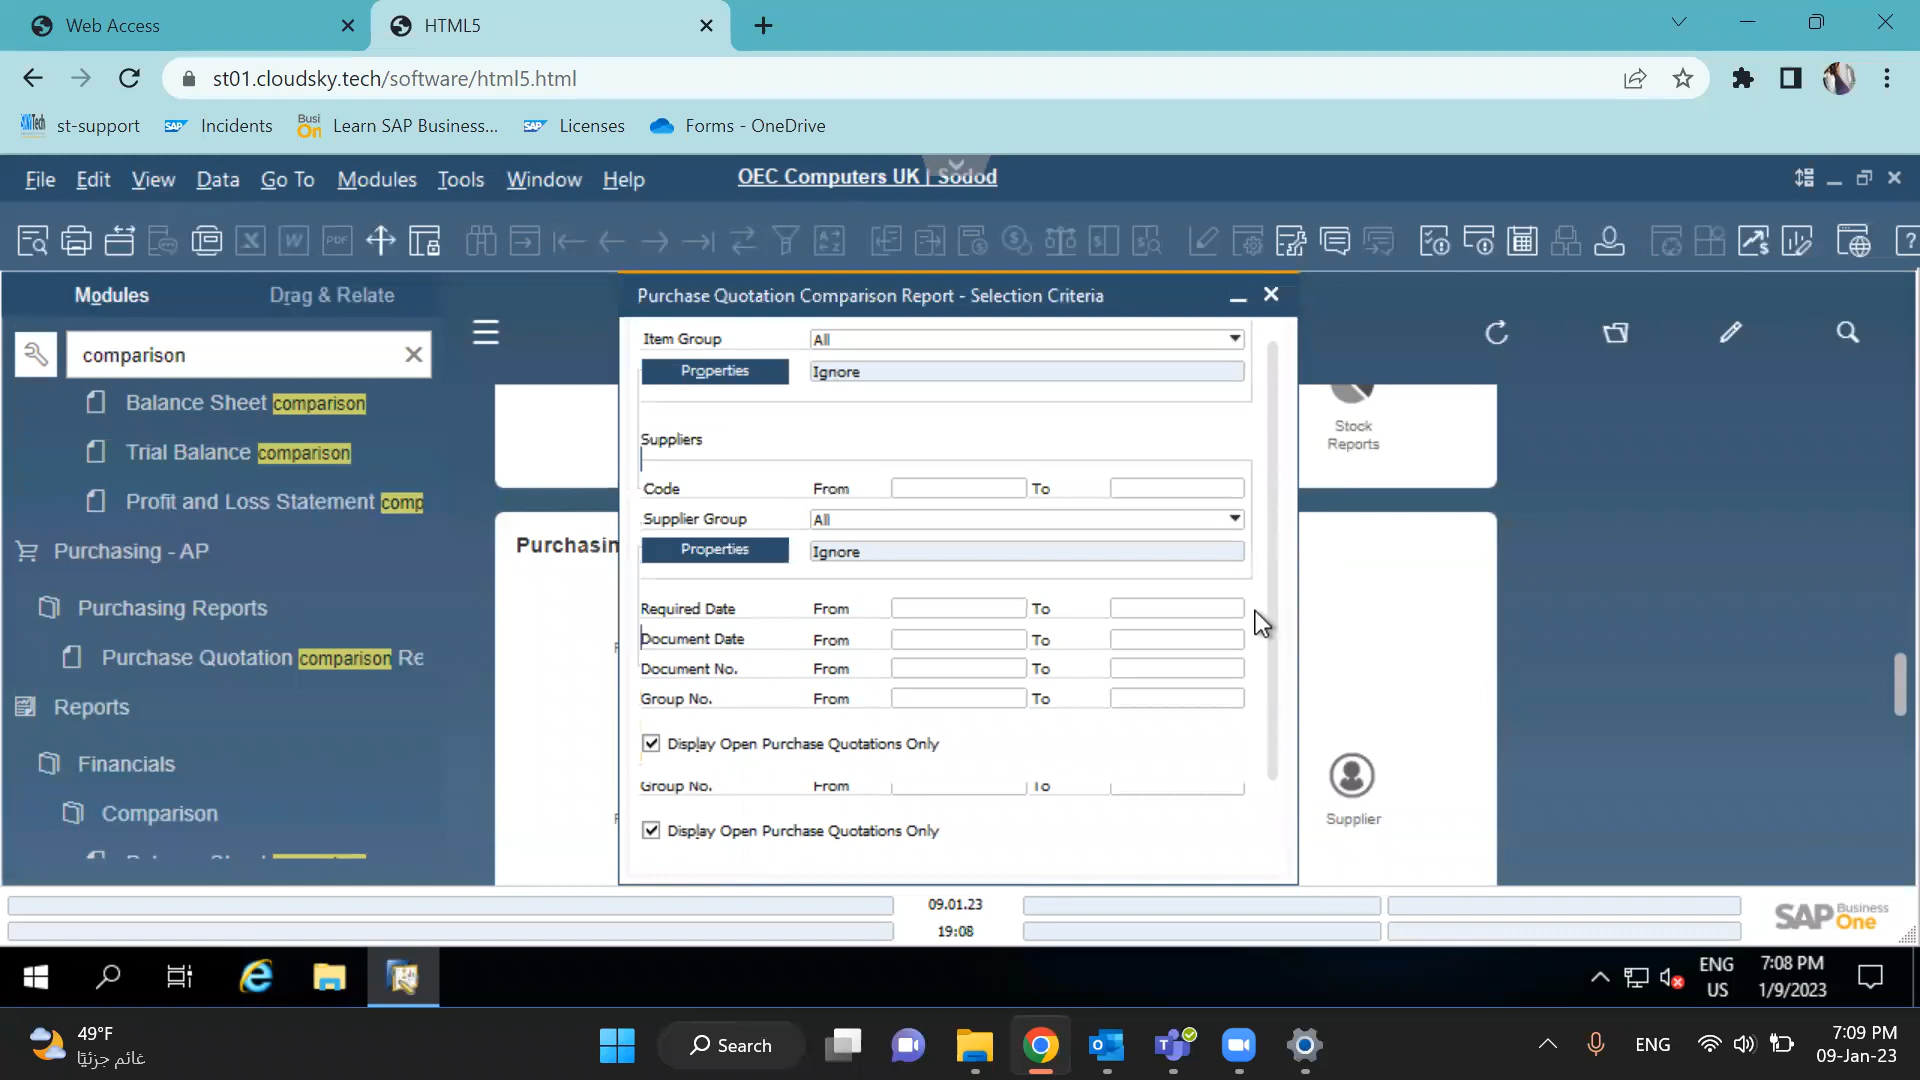 Web Access
HTML5
st01.cloudsky.tech/software/html5.html
st-support
Incidents
Learn SAP Business...
Licenses
Forms - OneDrive
File Edit View Data Go To Modules Tools Window Help
OEC Computers UK | Sodod
Modules
Drag & Relate
comparison
Balance Sheet comparison
Trial Balance comparison
Profit and Loss Statement comp
Purchasing - AP
Purchasing Reports
Purchase Quotation comparison Re
Reports
Financials
Comparison
Purchase Quotation Comparison Report - Selection Criteria
Item Group All
Properties Ignore
Suppliers
Code From To
Supplier Group All
Properties Ignore
Required Date From To
Document Date From To
Document No. From To
Group No. From To
Display Open Purchase Quotations Only
Group No. From To
Display Open Purchase Quotations Only
Stock
Reports
Purchasin
Supplier
09.01.23
19:08
SAP Business
One
ENG
US
7:08 PM
1/9/2023
49°F
غائم جزئيًا
Search
ENG
7:09 PM
09-Jan-23